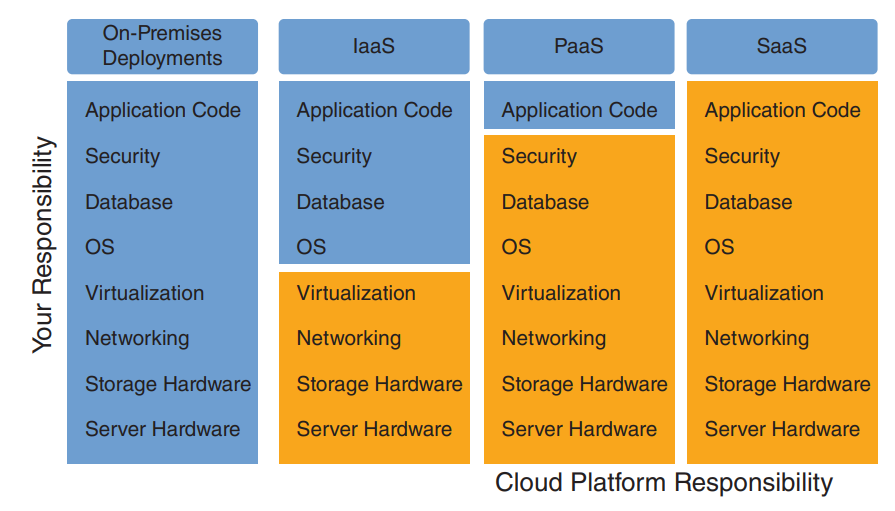 On-Premises
Deployments
IaaS
PaaS
SaaS
Your Responsibility
Application Code
Security
Database
OS
Virtualization
Networking
Storage Hardware
Server Hardware
Application Code
Security
Database
OS
Virtualization
Networking
Storage Hardware
Server Hardware
Application Code
Security
Database
OS
Virtualization
Networking
Storage Hardware
Server Hardware
Application Code
Security
Database
OS
Virtualization
Networking
Storage Hardware
Server Hardware
Cloud Platform Responsibility